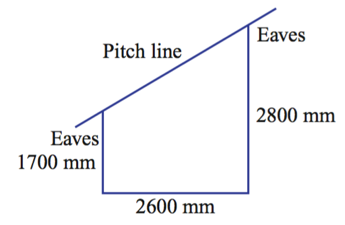 Eaves
Pitch line
2800 mm
Eaves
1700 mm
2600 mm